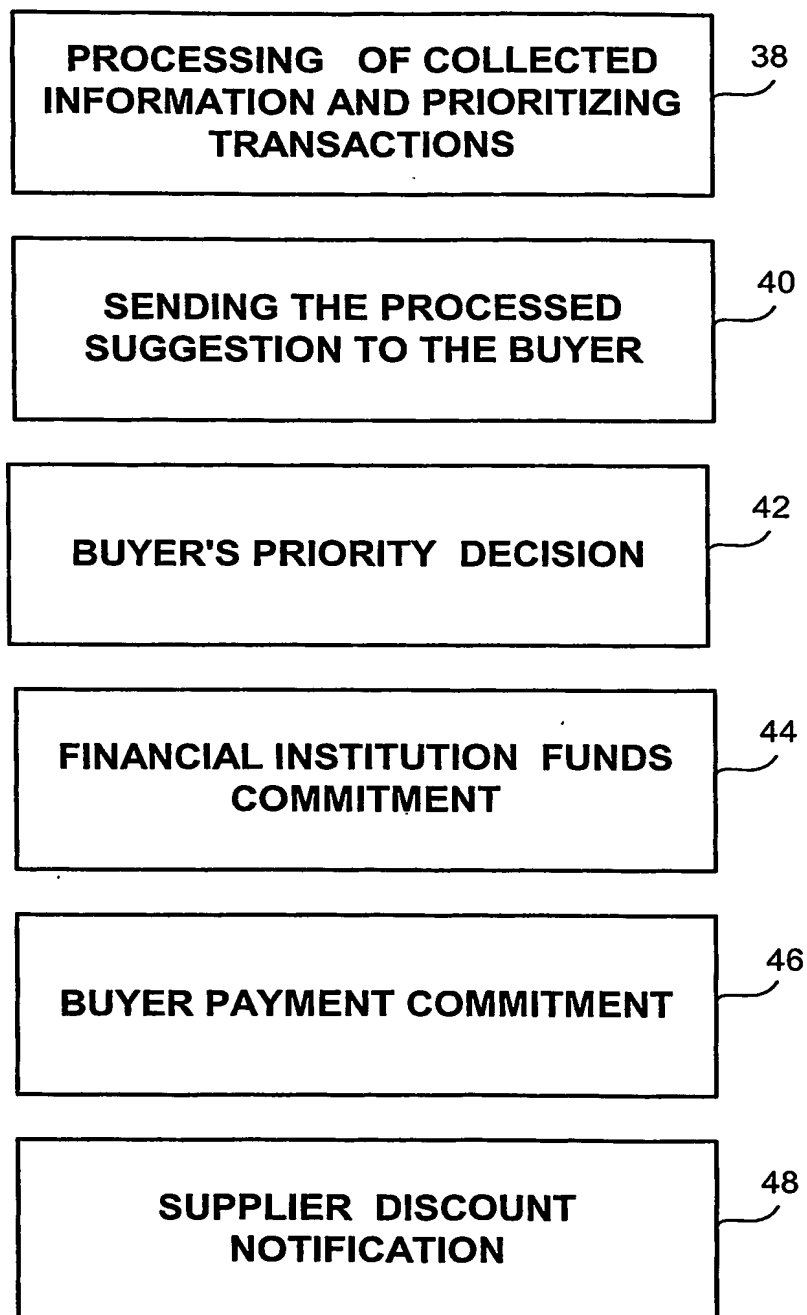 PROCESSING OF COLLECTED
INFORMATION AND PRIORITIZING
TRANSACTIONS
38
SENDING THE PROCESSED
SUGGESTION TO THE BUYER
40
BUYER'S PRIORITY DECISION
42
FINANCIAL INSTITUTION FUNDS
COMMITMENT
44
BUYER PAYMENT COMMITMENT
46
SUPPLIER DISCOUNT
NOTIFICATION
48